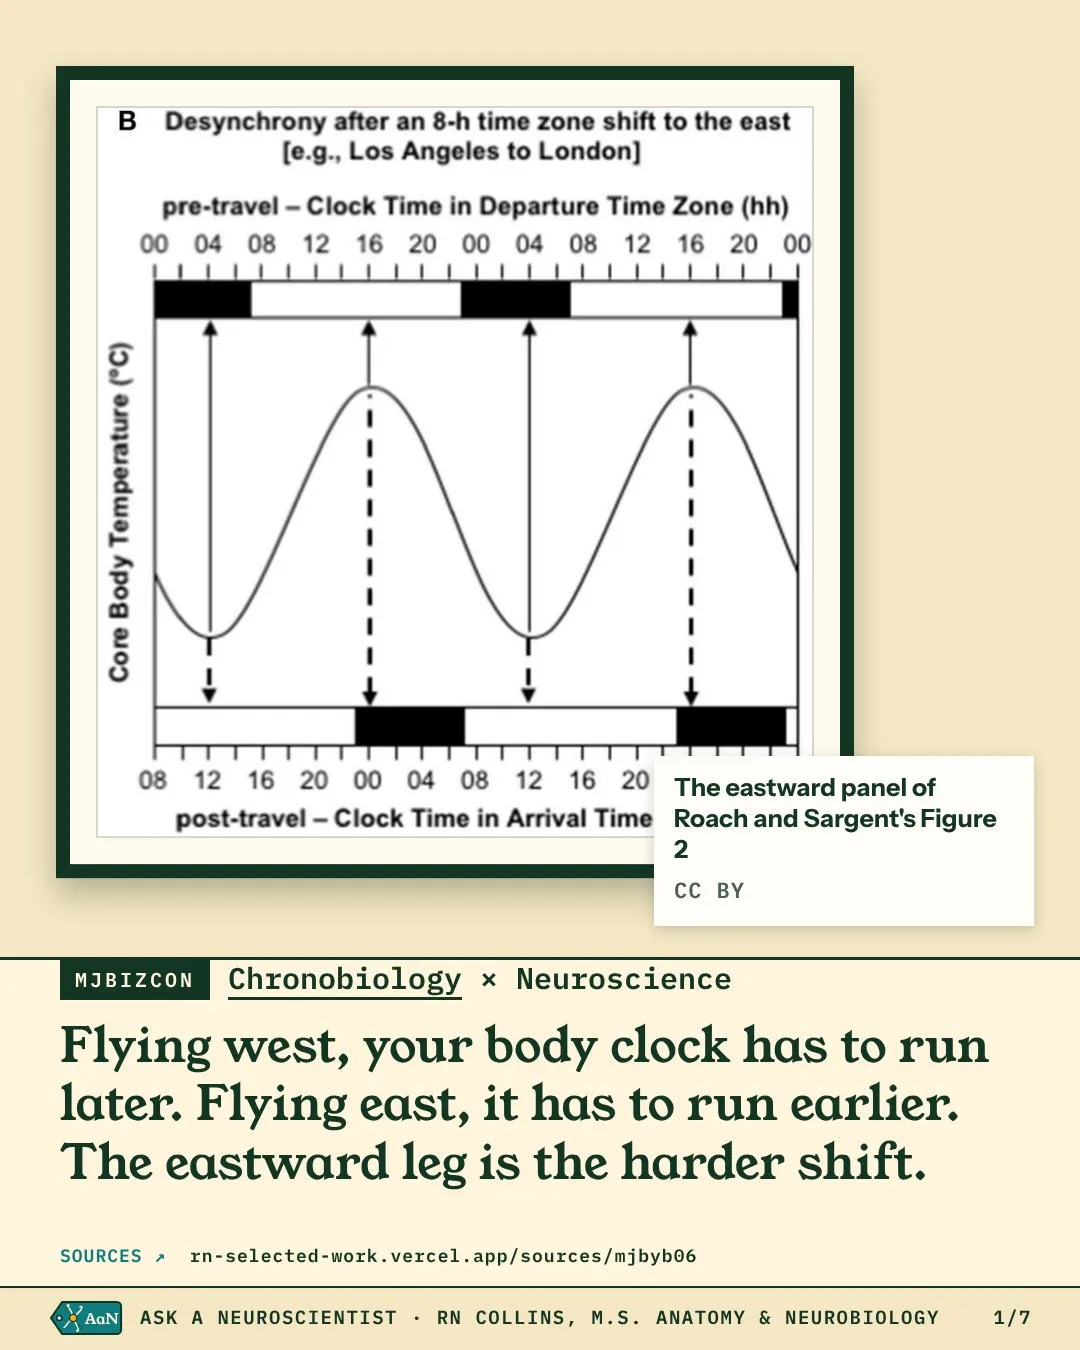 B Desynchrony after an 8-h time zone shift to the east
[e.g., Los Angeles to London]
pre-travel – Clock Time in Departure Time Zone (hh)
00 04 08 12 16 20 00 04 08 12 16 20 00
Core Body Temperature (ºC)
08 12 16 20 00 04 08 12 16 20
post-travel – Clock Time in Arrival Time
The eastward panel of
Roach and Sargent's Figure
2
CC BY
MJBIZCON Chronobiology × Neuroscience
Flying west, your body clock has to run
later. Flying east, it has to run earlier.
The eastward leg is the harder shift.
SOURCES ↗ rn-selected-work.vercel.app/sources/mjbyb06
AaN ASK A NEUROSCIENTIST · RN COLLINS, M.S. ANATOMY & NEUROBIOLOGY 1/7